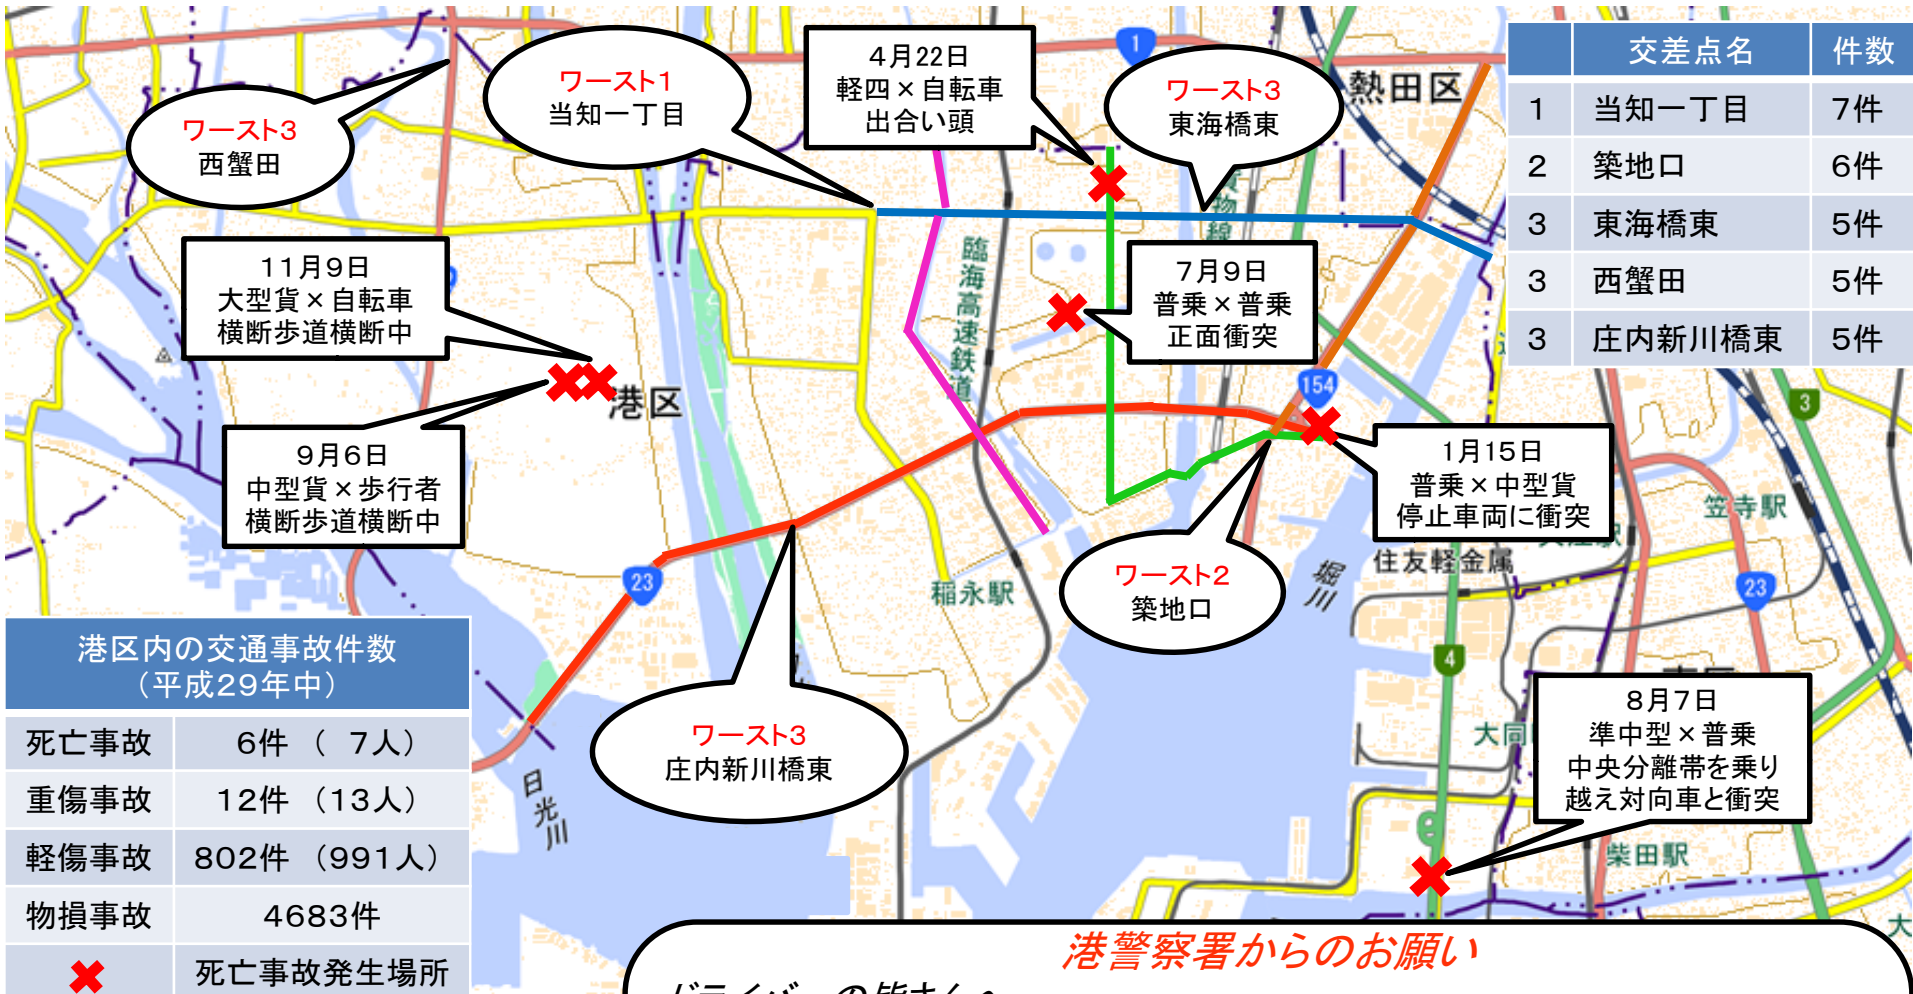 ワースト3
西蟹田
ワースト1
当知一丁目
4月22日
軽四×自転車
出合い頭
1
ワースト3
東海橋東
熱田区
交差点名 件数
1 当知一丁目 7件
2 築地口 6件
3 東海橋東 5件
3 西蟹田 5件
3 庄内新川橋東 5件
11月9日
大型貨×自転車
横断歩道横断中
臨海高速鉄道
物線
7月9日
普乗×普乗
正面衝突
154
3
港区
9月6日
中型貨×歩行者
横断歩道横断中
1月15日
普乗×中型貨
停止車両に衝突
笠寺駅
住友軽金属
23
稲永駅
ワースト2
築地口
堀川
23
4
港区内の交通事故件数
（平成29年中）
死亡事故 6件 （ 7人）
重傷事故 12件 （13人）
軽傷事故 802件 （991人）
物損事故 4683件
死亡事故発生場所
ワースト3
庄内新川橋東
日光川
大同
8月7日
準中型×普乗
中央分離帯を乗り
越え対向車と衝突
柴田駅
大
港警察署からのお願い